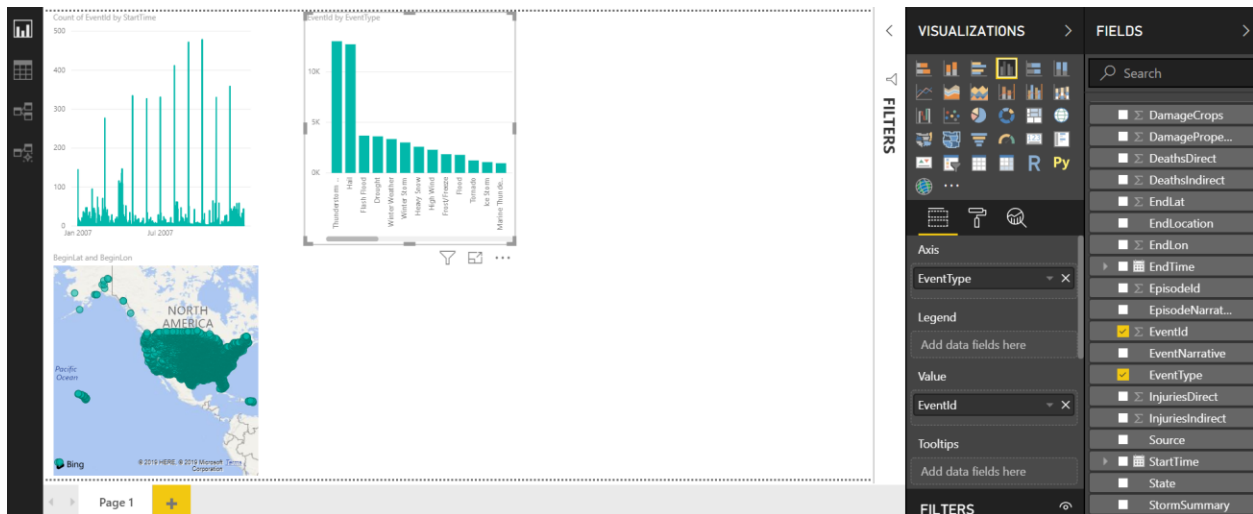 Count of EventId by StartTime
500
400
300
200
100
0
Jan 2007
Jul 2007
EventId by EventType
10K
5K
0K
Thunderstorm ...
Hail
Flash Flood
Drought
Winter Weather
Winter Storm
Heavy Snow
High Wind
Frost/Freeze
Flood
Tornado
Ice Storm
Marine Thunde...
BeginLat and BeginLon
NORTH
AMERICA
Pacific
Ocean
Bing
© 2019 HERE, © 2019 Microsoft Corporation
Terms
Page 1
FILTERS
VISUALIZATIONS
R
Py
Axis
EventType
Legend
Add data fields here
Value
EventId
Tooltips
Add data fields here
FILTERS
FIELDS
Search
DamageCrops
DamagePrope...
DeathsDirect
DeathsIndirect
EndLat
EndLocation
EndLon
EndTime
EpisodeId
EpisodeNarrat...
EventId
EventNarrative
EventType
InjuriesDirect
InjuriesIndirect
Source
StartTime
State
StormSummary